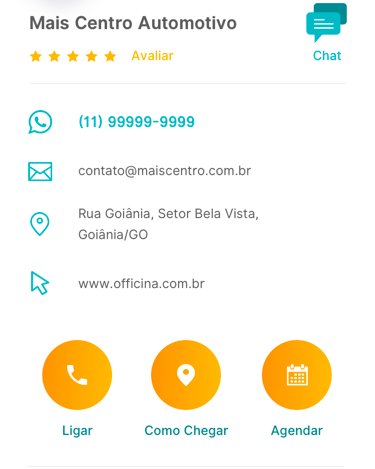 Mais Centro Automotivo
Avaliar
Chat
(11) 99999-9999
contato@maiscentro.com.br
Rua Goiânia, Setor Bela Vista,
Goiânia/GO
www.officina.com.br
Ligar
Como Chegar
Agendar